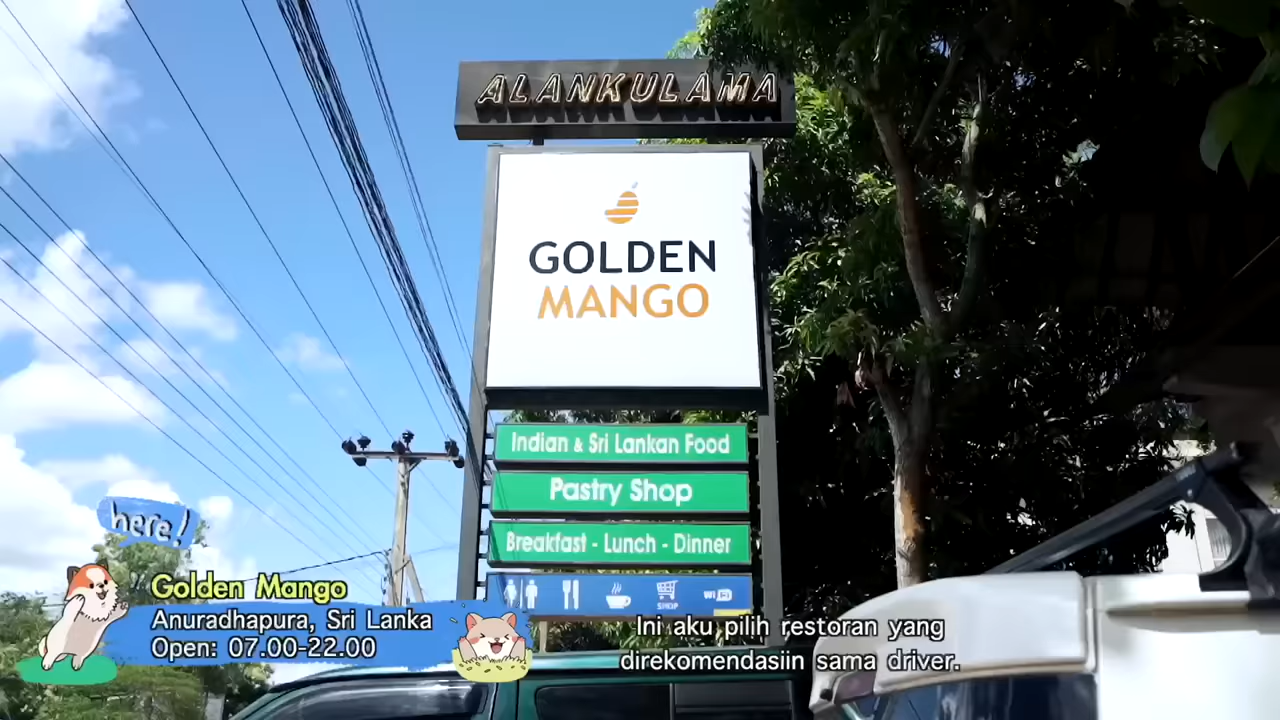 ALANKULAMA
GOLDEN
MANGO
Indian & Sri Lankan Food
Pastry Shop
Breakfast - Lunch - Dinner
SHOP
WiFi
here!
Golden Mango
Anuradhapura, Sri Lanka
Open: 07.00-22.00
Ini aku pilih restoran yang
direkomendasiin sama driver.